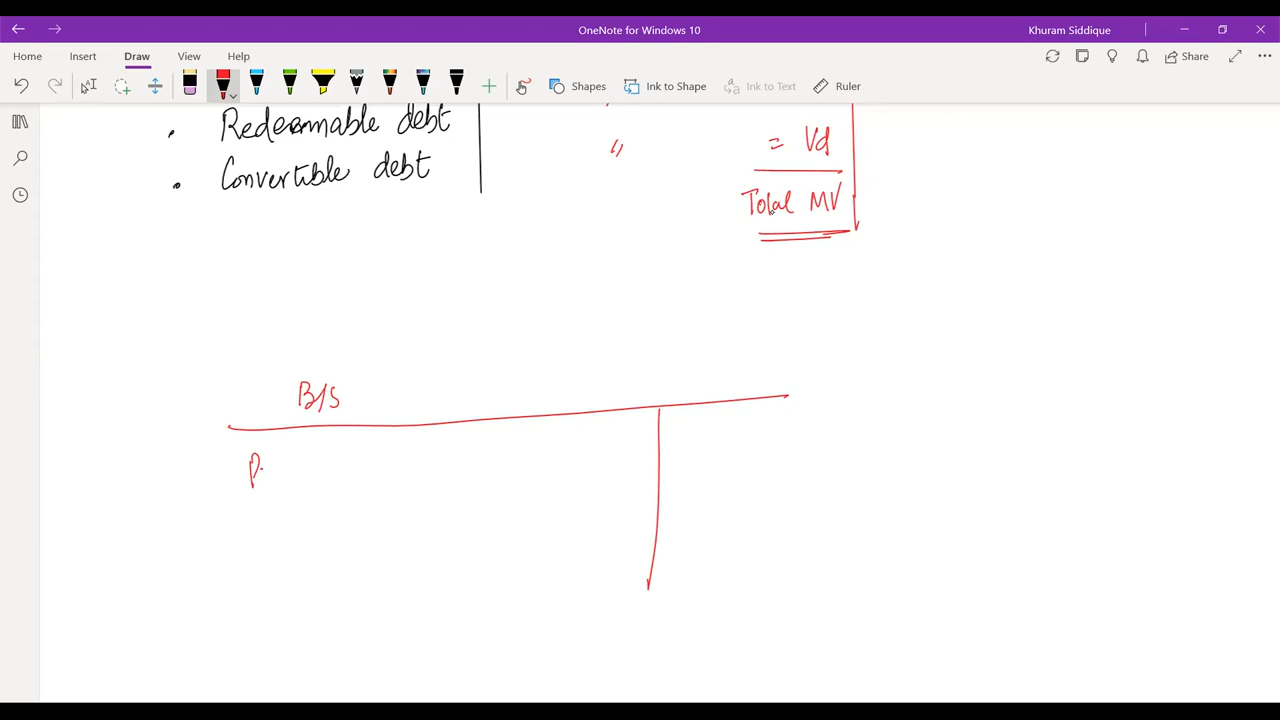 OneNote for Windows 10
Khuram Siddique
Home Insert Draw View Help
Share
Shapes Ink to Shape Ink to Text Ruler
. Redeemable debt
. Convertible debt
" = Vd
Total MV
B/S
P.